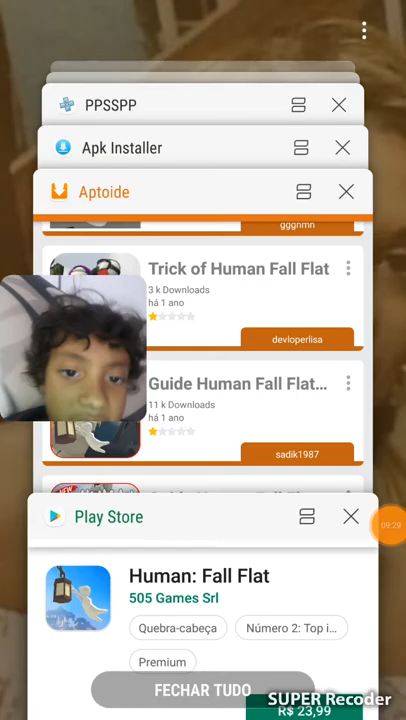 PPSSPP
Apk Installer
Aptoide
gggnmn
Trick of Human Fall Flat
3 k Downloads
há 1 ano
devloperlisa
Guide Human Fall Flat...
11 k Downloads
há 1 ano
sadik1987
Play Store
09:29
Human: Fall Flat
505 Games Srl
Quebra-cabeça
Número 2: Top i...
Premium
FECHAR TUDO
SUPER Recorder
R$ 23,99